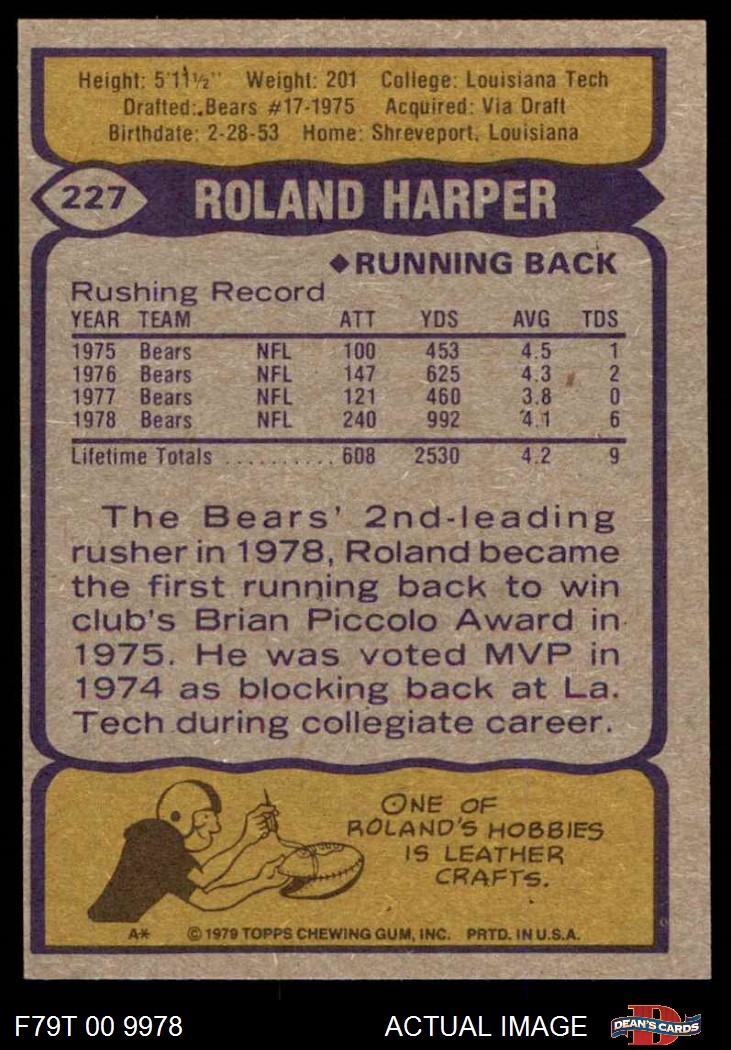 Height: 5'11½" Weight: 201 College: Louisiana Tech
Drafted: Bears #17-1975 Acquired: Via Draft
Birthdate: 2-28-53 Home: Shreveport, Louisiana
227 ROLAND HARPER
◆RUNNING BACK
Rushing Record
YEAR TEAM ATT YDS AVG TDS
1975 Bears NFL 100 453 4.5 1
1976 Bears NFL 147 625 4.3 2
1977 Bears NFL 121 460 3.8 0
1978 Bears NFL 240 992 4.1 6
Lifetime Totals .......... 608 2530 4.2 9
The Bears' 2nd-leading
rusher in 1978, Roland became
the first running back to win
club's Brian Piccolo Award in
1975. He was voted MVP in
1974 as blocking back at La.
Tech during collegiate career.
ONE OF
ROLAND'S HOBBIES
IS LEATHER
CRAFTS.
A* © 1979 TOPPS CHEWING GUM, INC. PRTD. IN U.S.A.
F79T 00 9978 ACTUAL IMAGE D DEAN'S CARDS